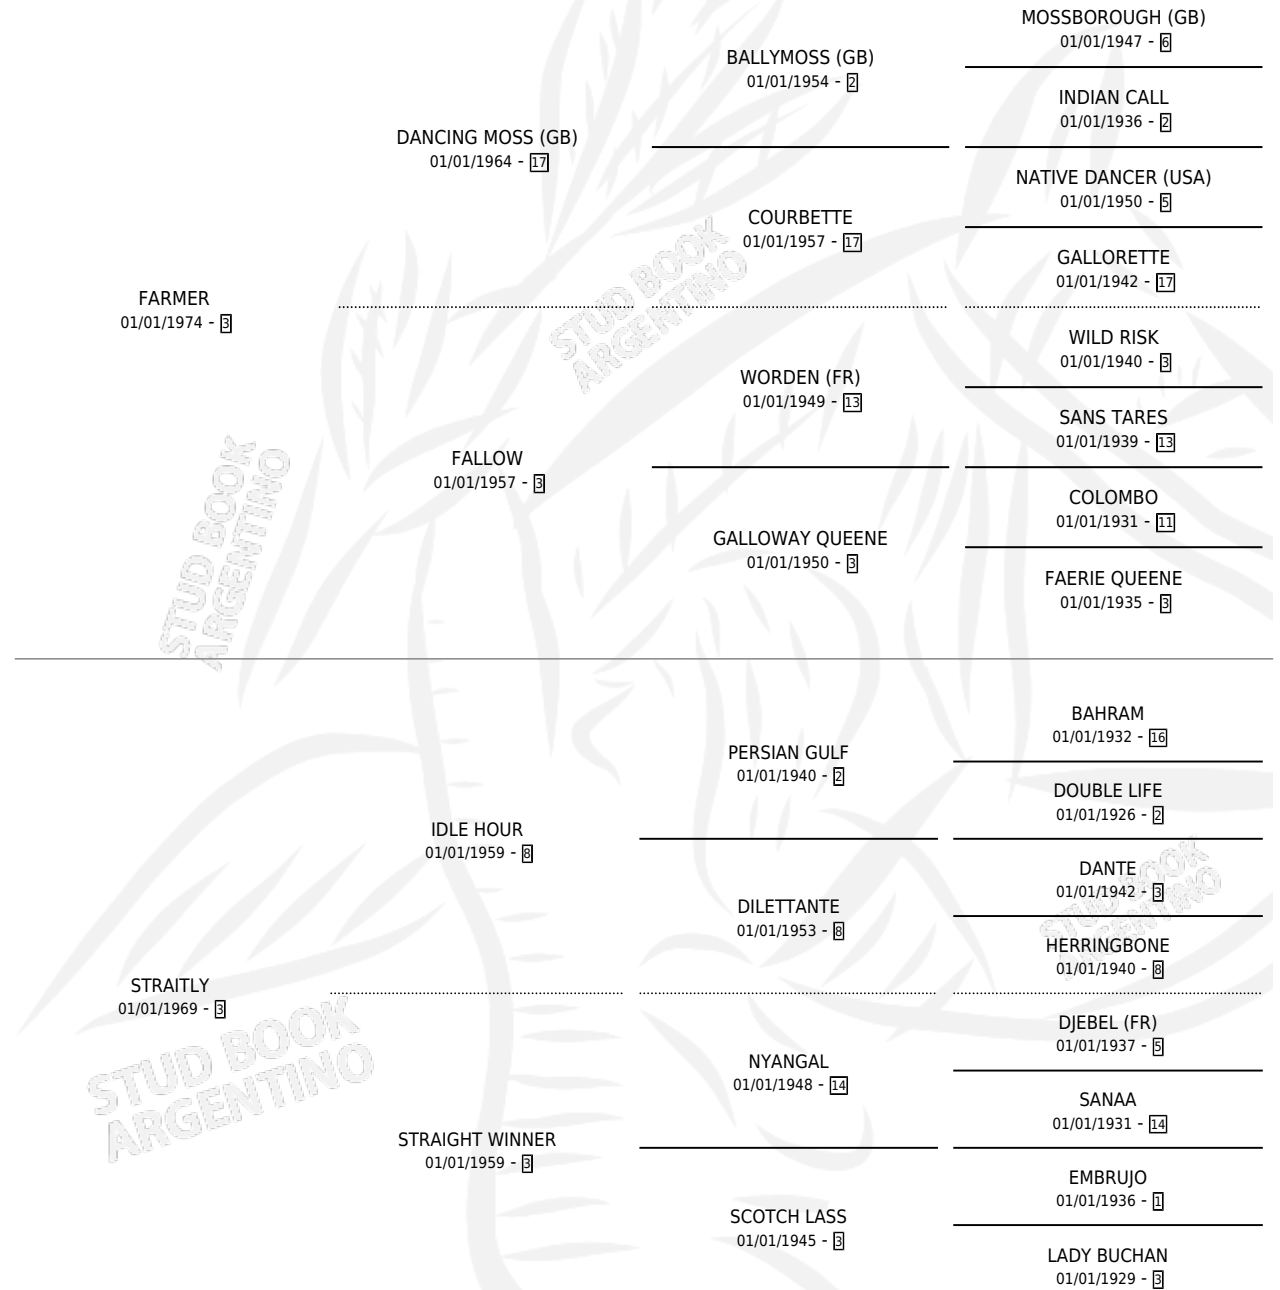 MOSSBOROUGH (GB)
01/01/1947 - 6
BALLYMOSS (GB)
01/01/1954 - 2
INDIAN CALL
01/01/1936 - 2
DANCING MOSS (GB)
01/01/1964 - 17
NATIVE DANCER (USA)
01/01/1950 - 5
COURBETTE
01/01/1957 - 17
GALLORETTE
01/01/1942 - 17
FARMER
01/01/1974 - 3
WILD RISK
01/01/1940 - 3
WORDEN (FR)
01/01/1949 - 13
SANS TARES
01/01/1939 - 13
FALLOW
01/01/1957 - 3
COLOMBO
01/01/1931 - 11
GALLOWAY QUEENE
01/01/1950 - 3
FAERIE QUEENE
01/01/1935 - 3
BAHRAM
01/01/1932 - 16
PERSIAN GULF
01/01/1940 - 2
DOUBLE LIFE
01/01/1926 - 2
IDLE HOUR
01/01/1959 - 8
DANTE
01/01/1942 - 3
DILETTANTE
01/01/1953 - 8
HERRINGBONE
01/01/1940 - 8
STRAITLY
01/01/1969 - 3
DJEBEL (FR)
01/01/1937 - 5
NYANGAL
01/01/1948 - 14
SANAA
01/01/1931 - 14
STRAIGHT WINNER
01/01/1959 - 3
EMBRUJO
01/01/1936 - 1
SCOTCH LASS
01/01/1945 - 3
LADY BUCHAN
01/01/1929 - 3
STUD BOOK
ARGENTINO
STUD BOOK
ARGENTINO
STUD BOOK
ARGENTINO
STUD BOOK
ARGENTINO